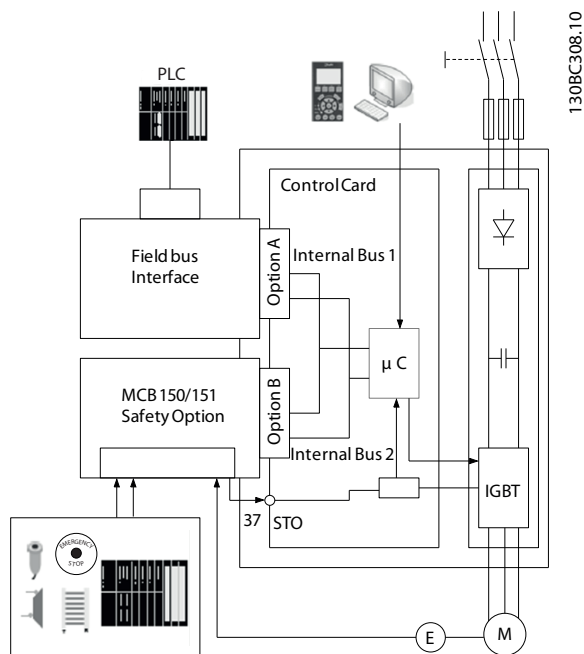 130BC308.10
PLC
Control Card
Field bus
Interface
Option A
Internal Bus 1
µ C
MCB 150/151
Safety Option
Option B
Internal Bus 2
IGBT
37
STO
EMERGENCY
STOP
E
M